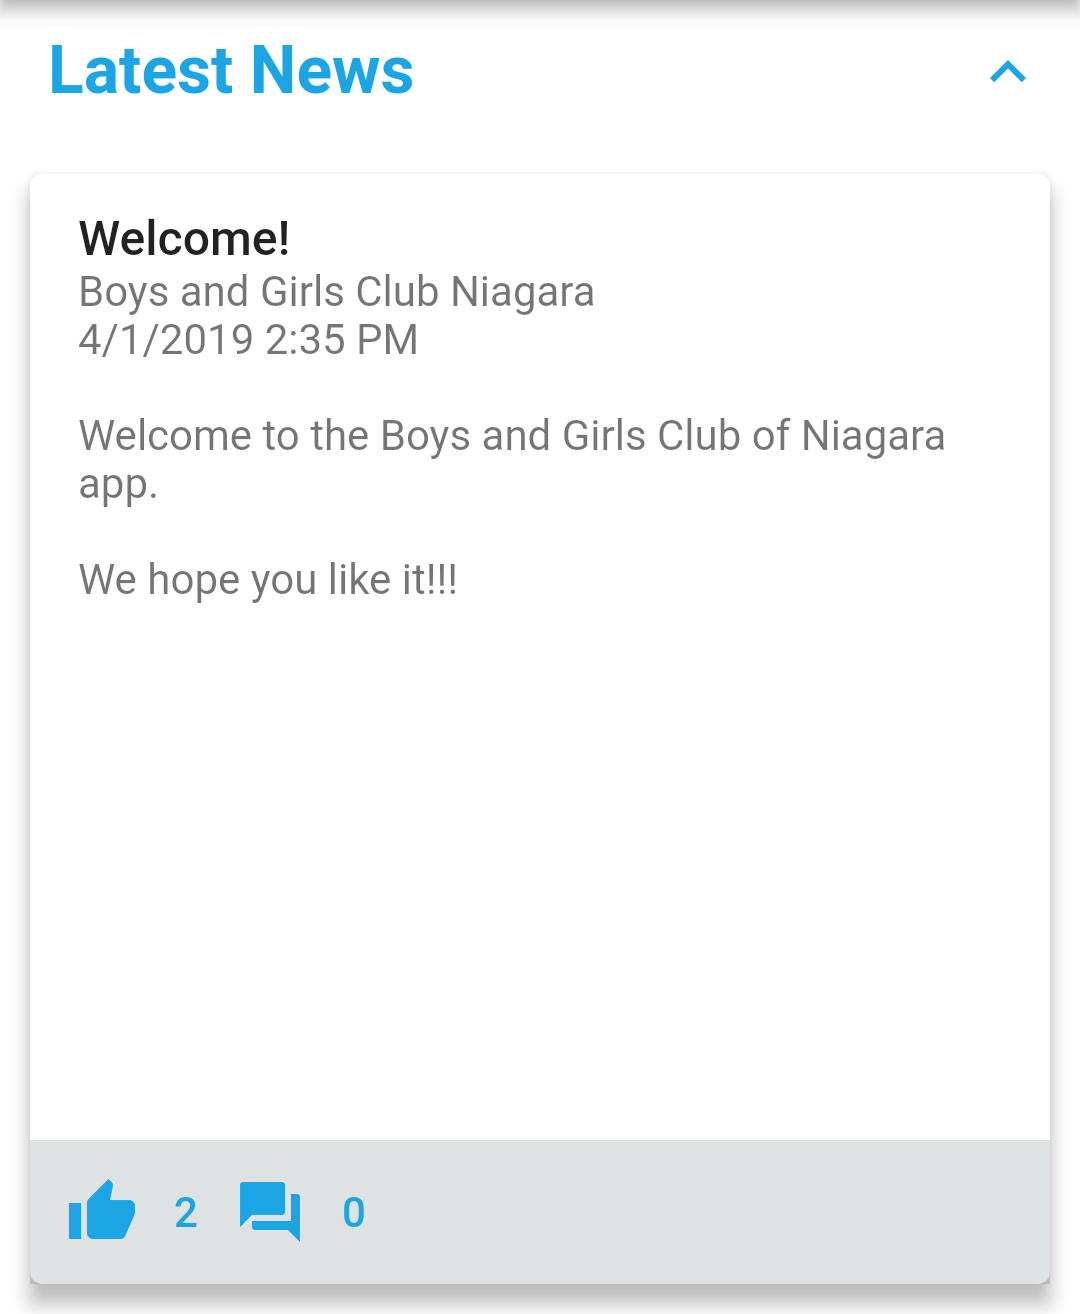 Latest News
Welcome!
Boys and Girls Club Niagara
4/1/2019 2:35 PM
Welcome to the Boys and Girls Club of Niagara
app.
We hope you like it!!!
2 0